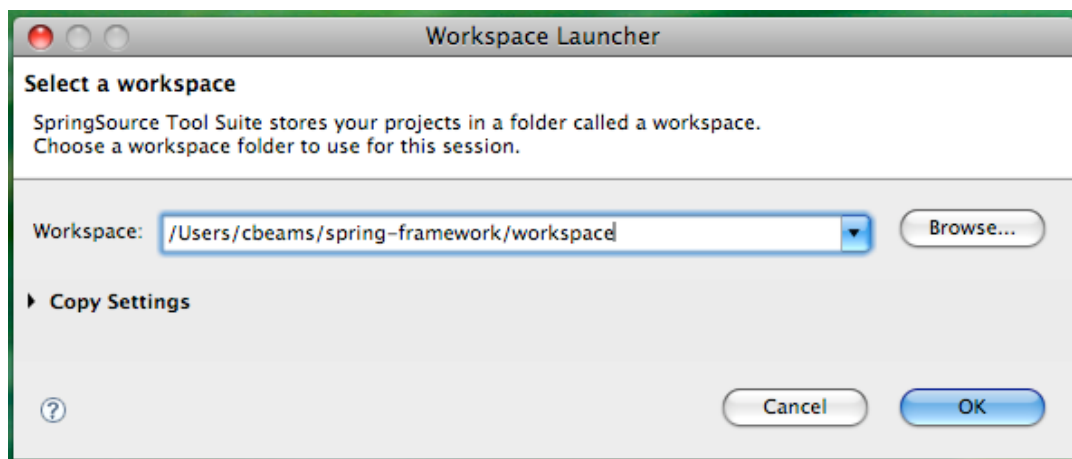 Workspace Launcher
Select a workspace
SpringSource Tool Suite stores your projects in a folder called a workspace.
Choose a workspace folder to use for this session.
Workspace: /Users/cbeams/spring-framework/workspace Browse...
Copy Settings
? Cancel OK